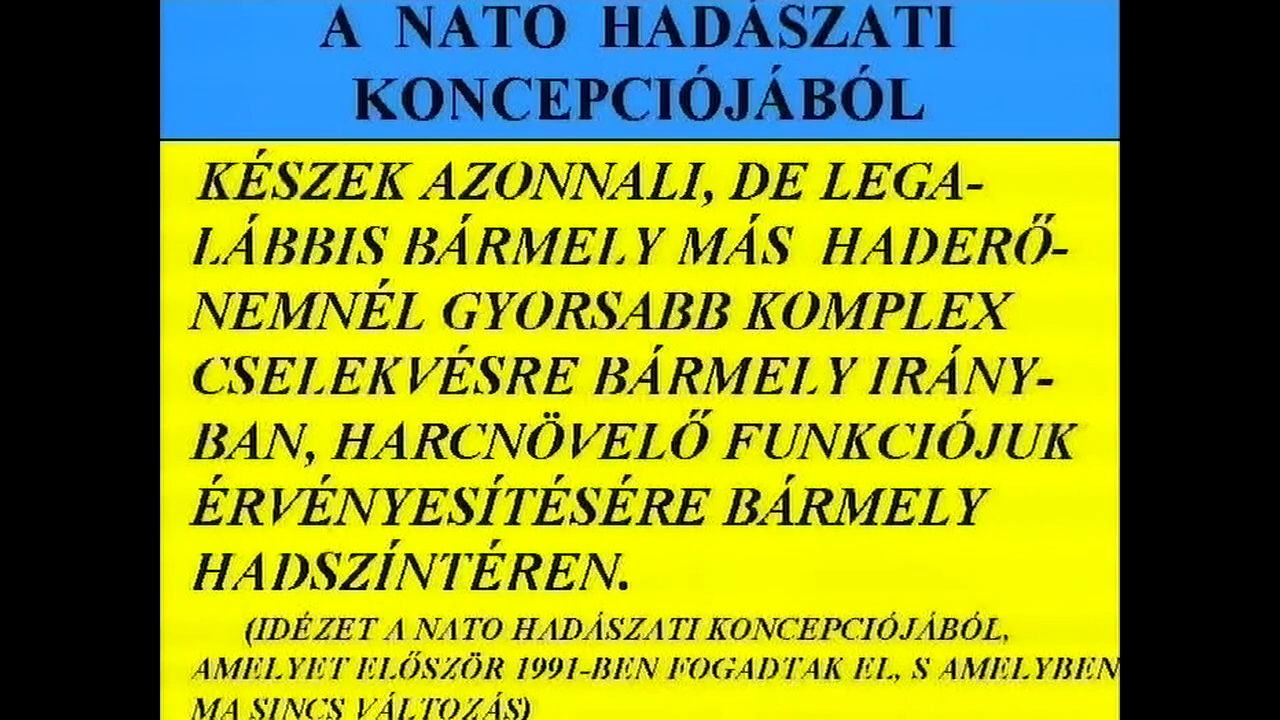 A NATO HADÁSZATI
KONCEPCIÓJÁBÓL
KÉSZEK AZONNALI, DE LEGA-
LÁBBIS BÁRMELY MÁS HADERŐ-
NEMNÉL GYORSABB KOMPLEX
CSELEKVÉSRE BÁRMELY IRÁNY-
BAN, HARCNÖVELŐ FUNKCIÓJUK
ÉRVÉNYESÍTÉSÉRE BÁRMELY
HADSZÍNTÉREN.
(IDÉZET A NATO HADÁSZATI KONCEPCIÓJÁBÓL,
AMELYET ELŐSZÖR 1991-BEN FOGADTAK EL, S AMELYBEN
MA SINCS VÁLTOZÁS)